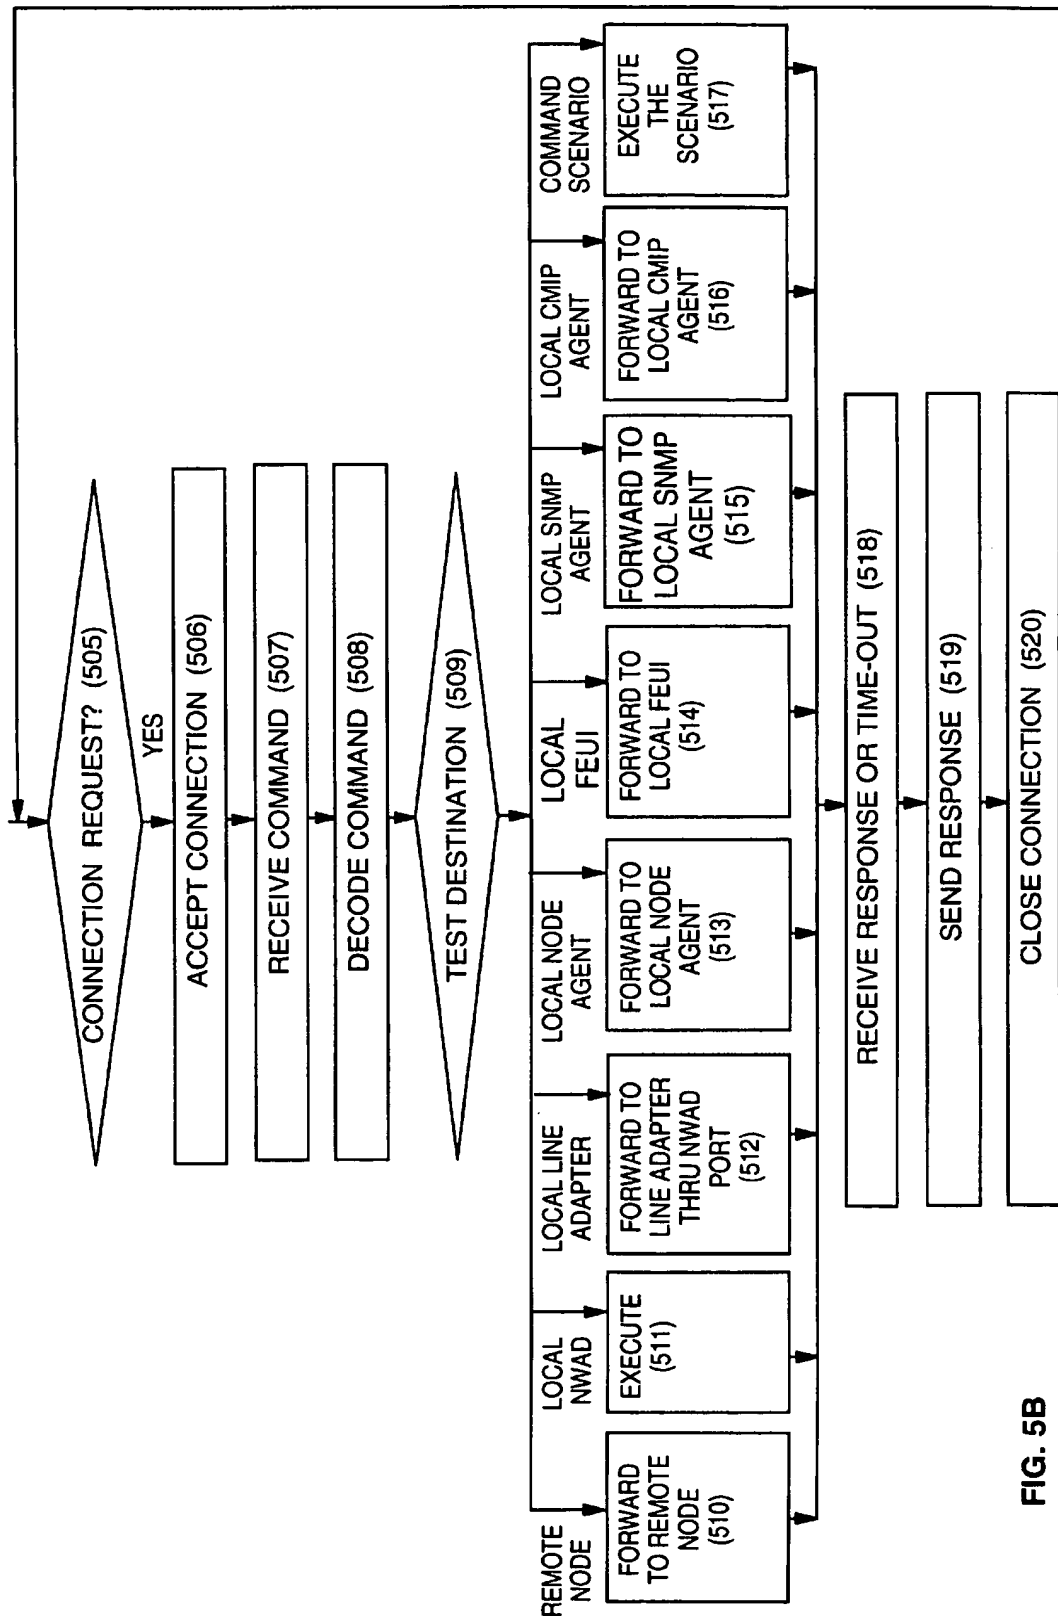 CONNECTION REQUEST? (505)
YES
ACCEPT CONNECTION (506)
RECEIVE COMMAND (507)
DECODE COMMAND (508)
TEST DESTINATION (509)
REMOTE
NODE
LOCAL
NWAD
LOCAL LINE
ADAPTER
LOCAL NODE
AGENT
LOCAL
FEUI
LOCAL SNMP
AGENT
LOCAL CMIP
AGENT
COMMAND
SCENARIO
FORWARD
TO REMOTE
NODE
(510)
EXECUTE
(511)
FORWARD TO
LINE ADAPTER
THRU NWAD
PORT
(512)
FORWARD TO
LOCAL NODE
AGENT
(513)
FORWARD TO
LOCAL FEUI
(514)
FORWARD TO
LOCAL SNMP
AGENT
(515)
FORWARD TO
LOCAL CMIP
AGENT
(516)
EXECUTE
THE
SCENARIO
(517)
RECEIVE RESPONSE OR TIME-OUT (518)
SEND RESPONSE (519)
CLOSE CONNECTION (520)
FIG. 5B